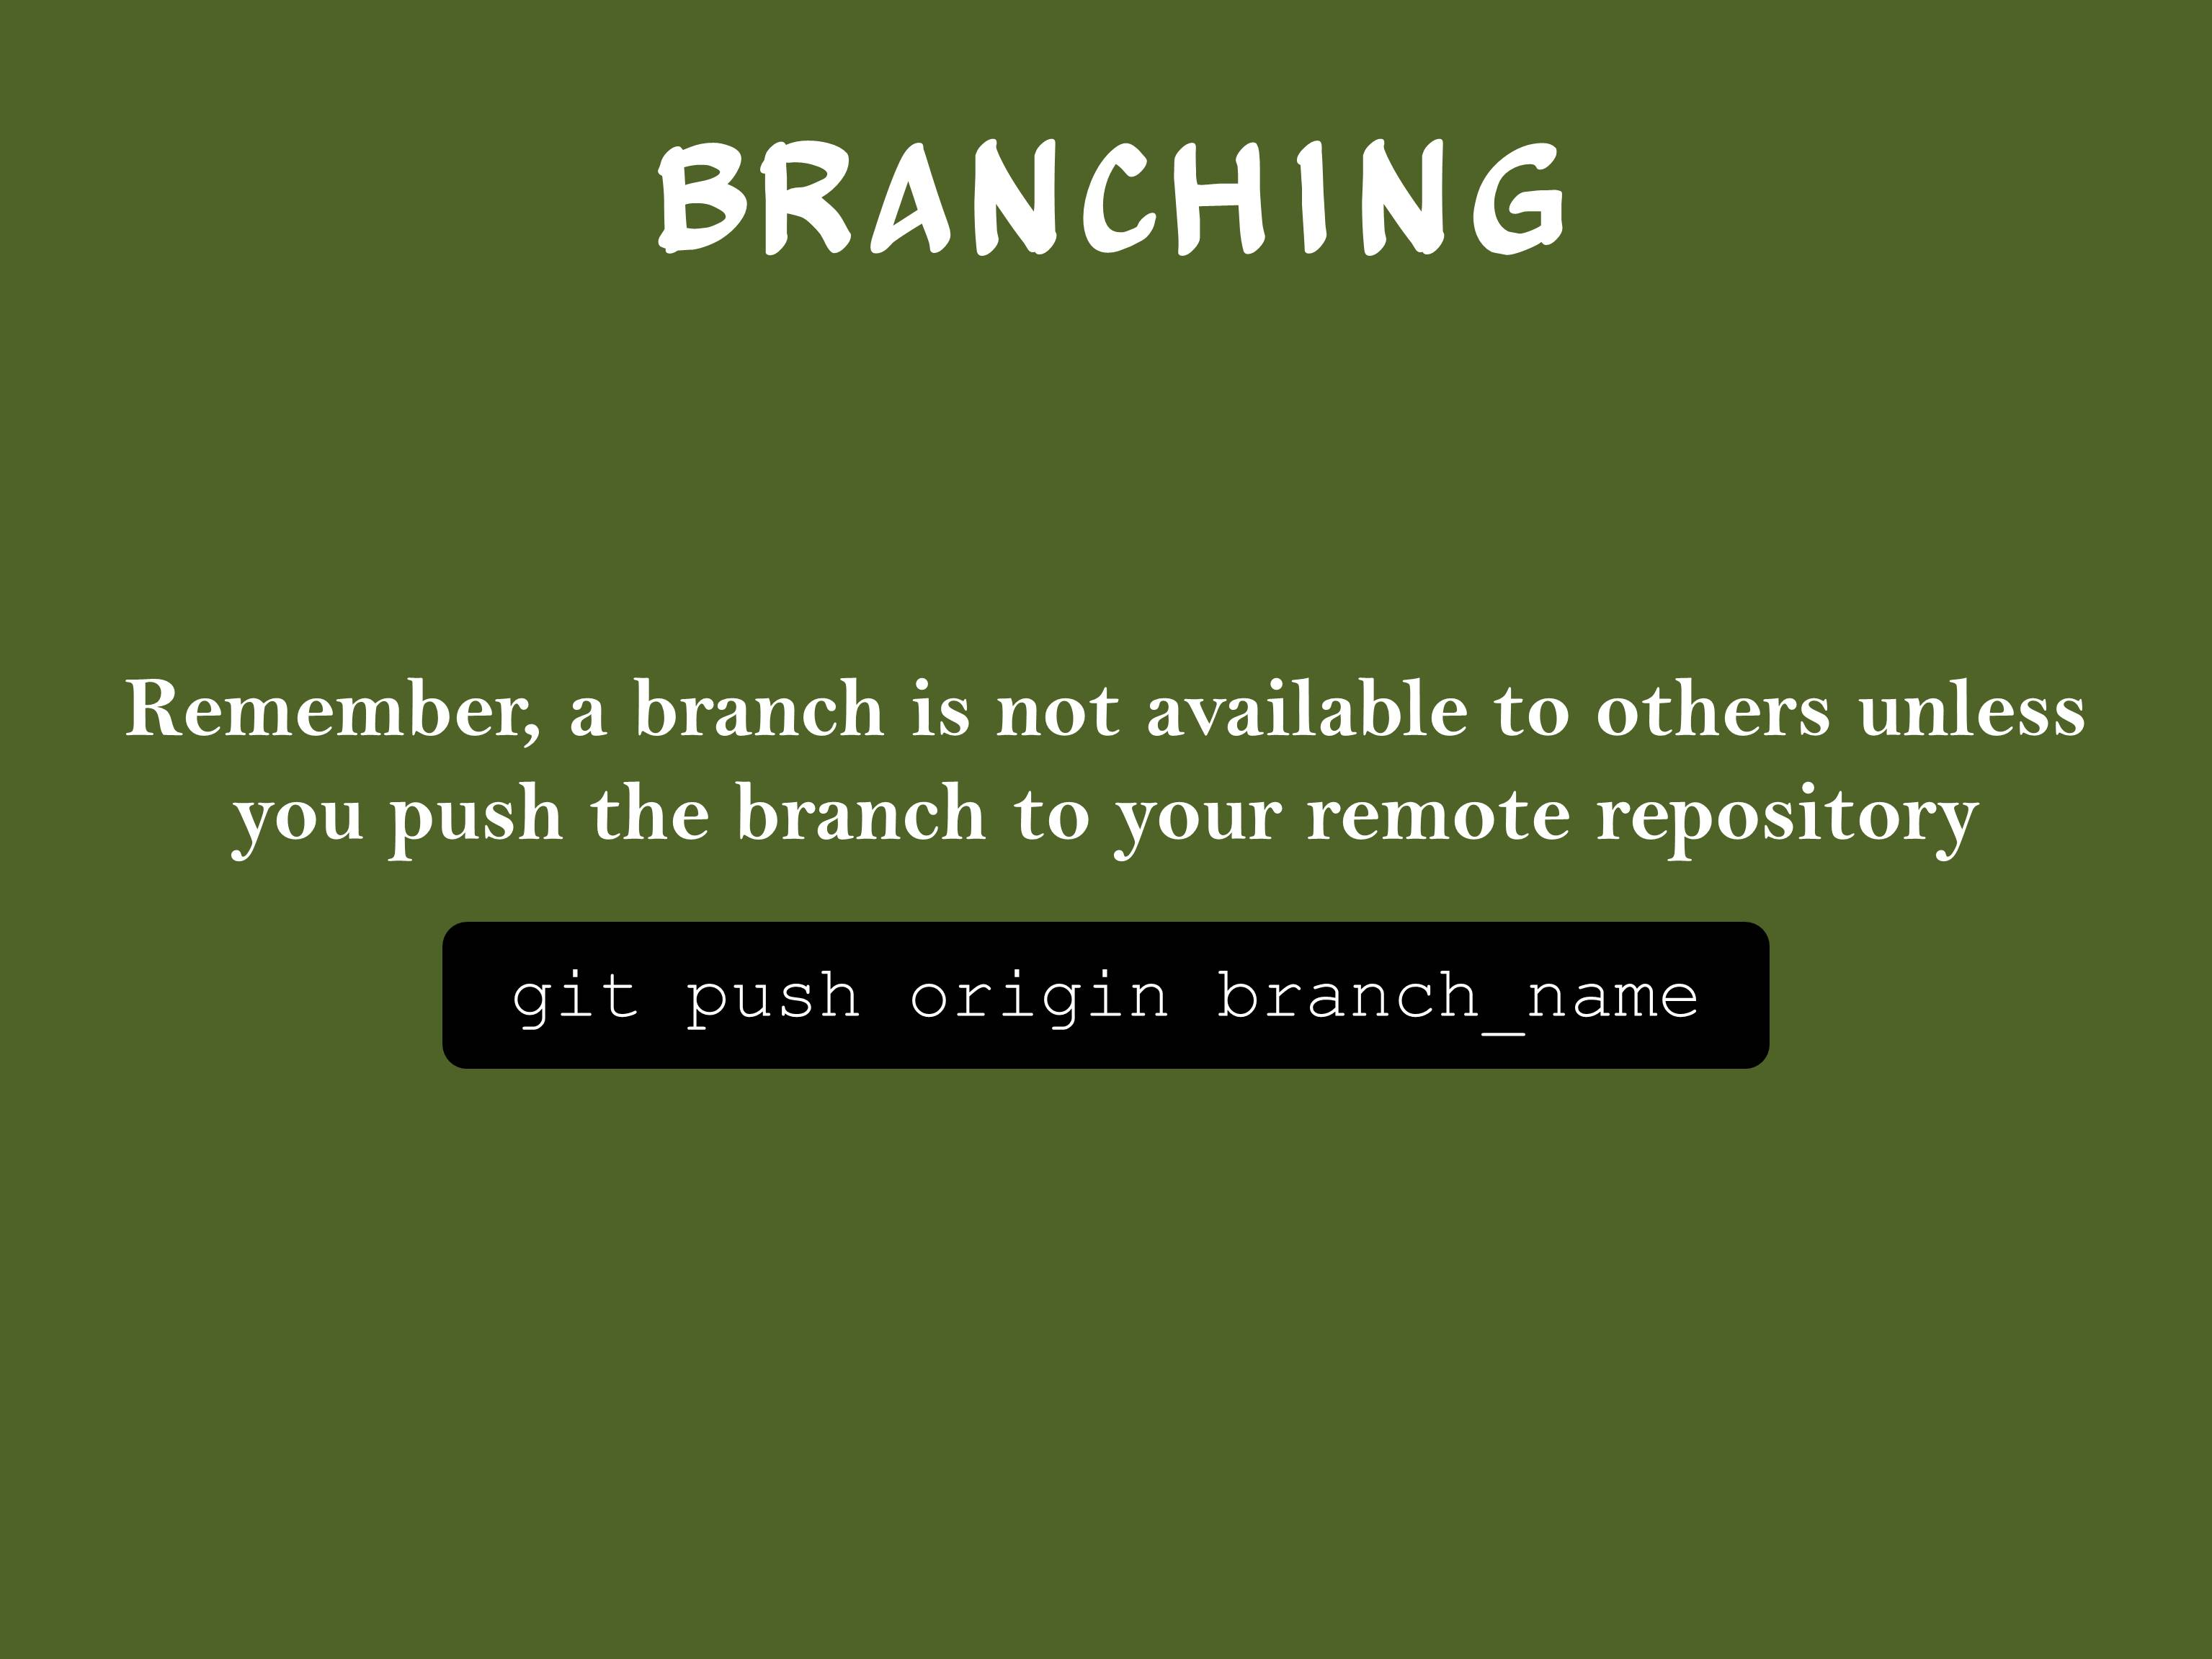 BRANCHING
Remember, a branch is not available to others unless
you push the branch to your remote repository
git push origin branch_name